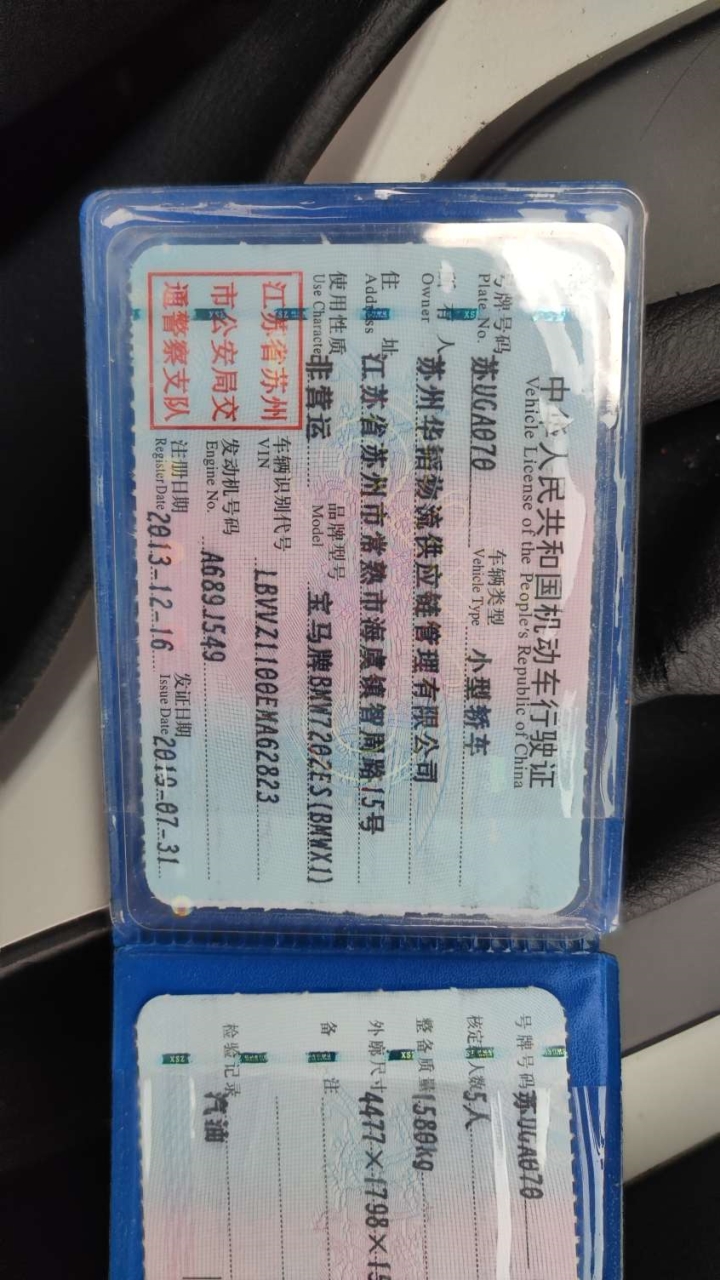 中华人民共和国机动车行驶证
Vehicle License of the People's Republic of China
号牌号码 苏UGA070 车辆类型 小型轿车
Plate No. Vehicle Type
所有人 苏州华韬物流供应链管理有限公司
Owner
住址 江苏省苏州市常熟市海虞镇智周路15号
Address
使用性质 非营运 品牌型号 宝马牌BMW7202ES(BMWX1)
Use Character Model
江苏省苏州
市公安局交
通警察支队
车辆识别代号 LBVVZ1100EMA62823
VIN
发动机号码 A689J549
Engine No.
注册日期 2013-12-16 发证日期 2019-07-31
Register Date Issue Date
号牌号码 苏UGA070
核定人数 5人
整备质量 1580kg
外廓尺寸 4477×1798×15
备注
检验记录
汽油